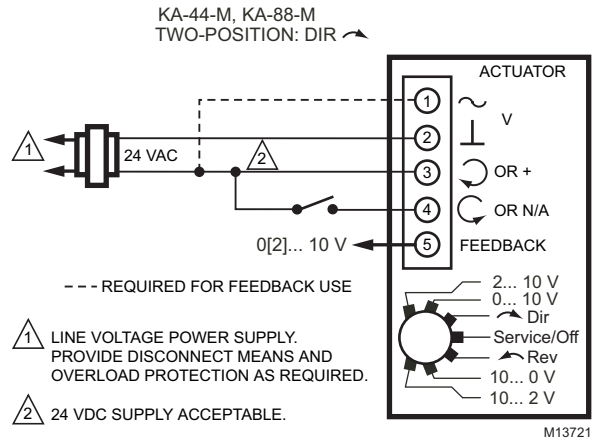 KA-44-M, KA-88-M
TWO-POSITION: DIR
ACTUATOR
1
V
1
24 VAC
2
2
3
OR +
4
OR N/A
0[2]... 10 V
5
FEEDBACK
--- REQUIRED FOR FEEDBACK USE
2... 10 V
0... 10 V
Dir
Service/Off
Rev
10... 0 V
10... 2 V
1 LINE VOLTAGE POWER SUPPLY.
PROVIDE DISCONNECT MEANS AND
OVERLOAD PROTECTION AS REQUIRED.
2 24 VDC SUPPLY ACCEPTABLE.
M13721